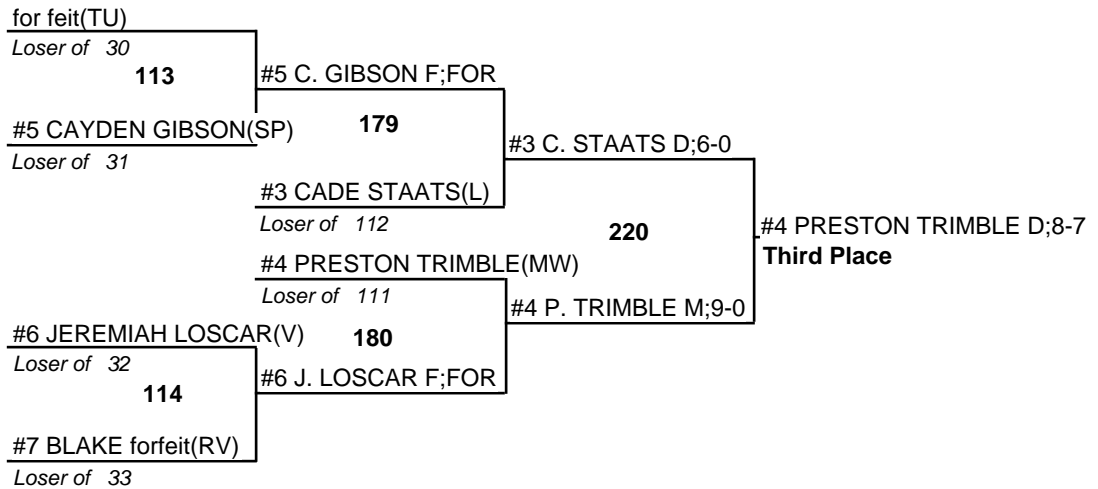 for feit(TU)
Loser of 30
113
#5 C. GIBSON F;FOR
#5 CAYDEN GIBSON(SP)
179
Loser of 31
#3 C. STAATS D;6-0
#3 CADE STAATS(L)
Loser of 112
220
#4 PRESTON TRIMBLE D;8-7
Third Place
#4 PRESTON TRIMBLE(MW)
Loser of 111
#4 P. TRIMBLE M;9-0
#6 JEREMIAH LOSCAR(V)
180
Loser of 32
#6 J. LOSCAR F;FOR
114
#7 BLAKE forfeit(RV)
Loser of 33